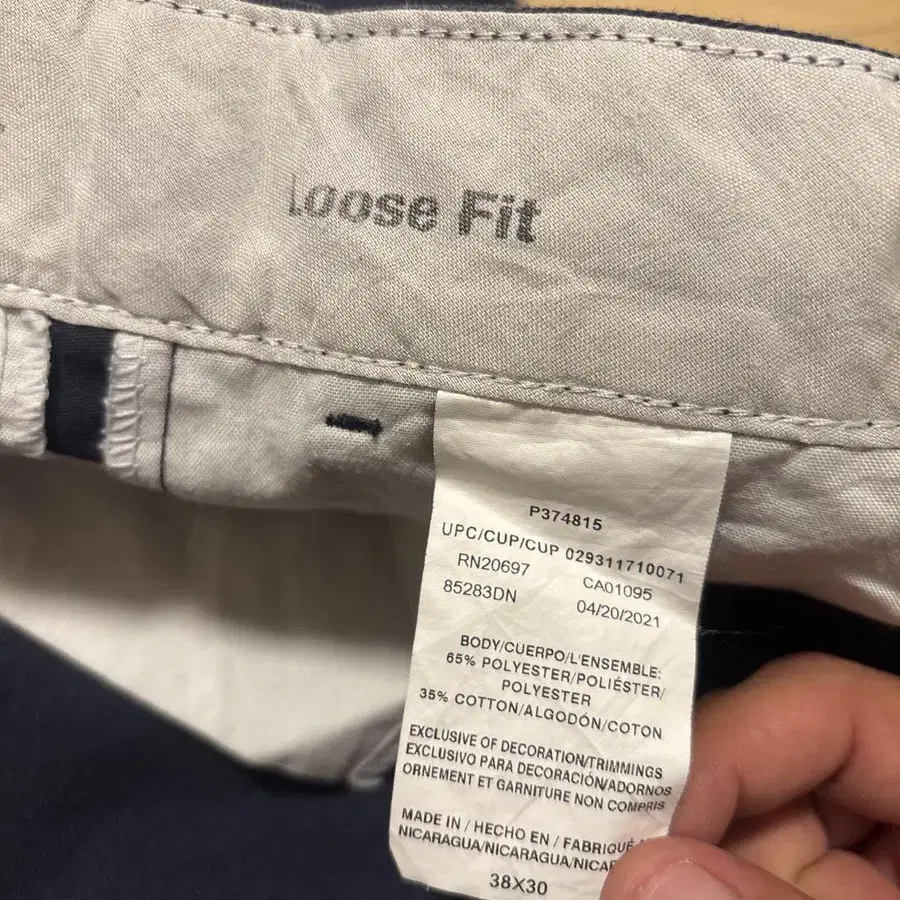 Loose Fit
P374815
UPC/CUP/CUP 029311710071
RN20697 CA01095
85283DN 04/20/2021
BODY/CUERPO/L'ENSEMBLE:
65% POLYESTER/POLIÉSTER/
POLYESTER
35% COTTON/ALGODÓN/COTON
EXCLUSIVE OF DECORATION/TRIMMINGS
EXCLUSIVO PARA DECORACIÓN/ADORNOS
ORNEMENT ET GARNITURE NON COMPRIS
MADE IN / HECHO EN / FABRIQUÉ
NICARAGUA/NICARAGUA/NICAR
38X30